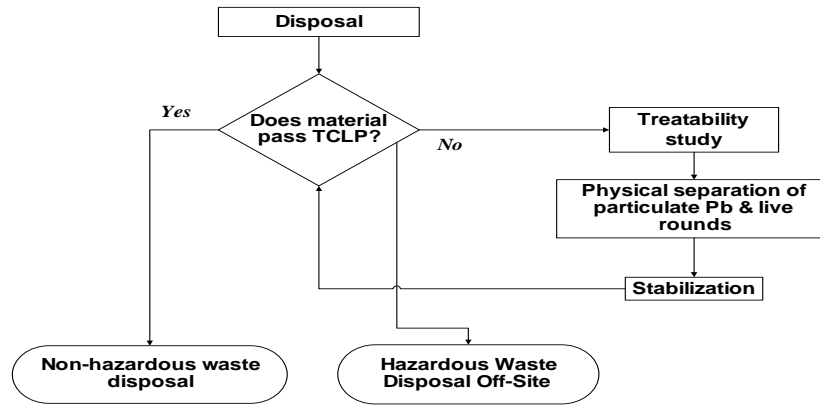 Disposal
Yes
Does material
pass TCLP?
No
Treatability
study
Physical separation of
particulate Pb & live
rounds
Stabilization
Non-hazardous waste
disposal
Hazardous Waste
Disposal Off-Site